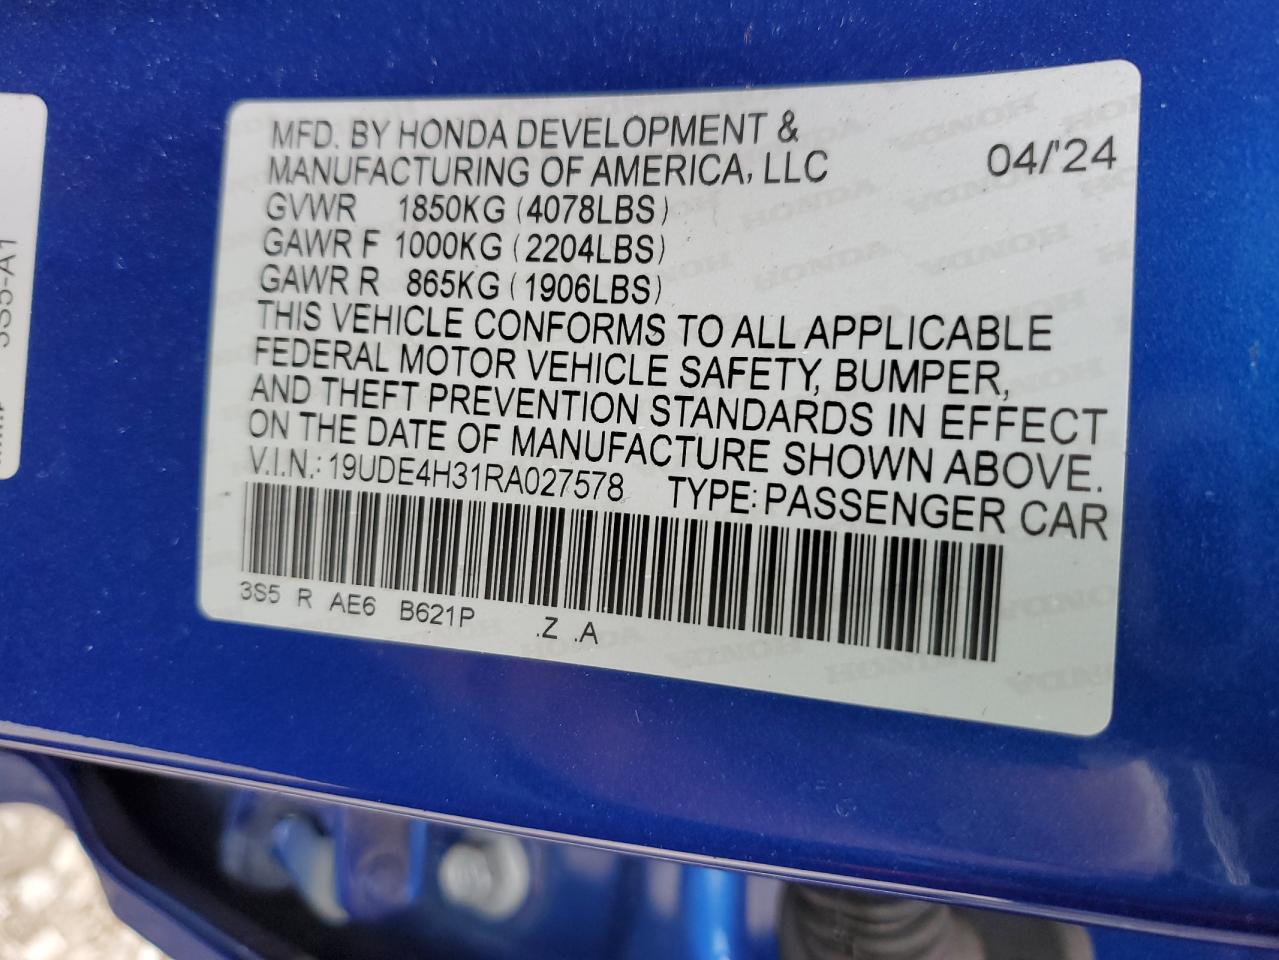 MFD. BY HONDA DEVELOPMENT &
MANUFACTURING OF AMERICA, LLC 04/'24
GVWR 1850KG (4078LBS)
GAWR F 1000KG (2204LBS)
GAWR R 865KG (1906LBS)
THIS VEHICLE CONFORMS TO ALL APPLICABLE
FEDERAL MOTOR VEHICLE SAFETY, BUMPER,
AND THEFT PREVENTION STANDARDS IN EFFECT
ON THE DATE OF MANUFACTURE SHOWN ABOVE.
V.I.N.: 19UDE4H31RA027578 TYPE: PASSENGER CAR
3S5 R AE6 B621P .Z .A
3S5-A1